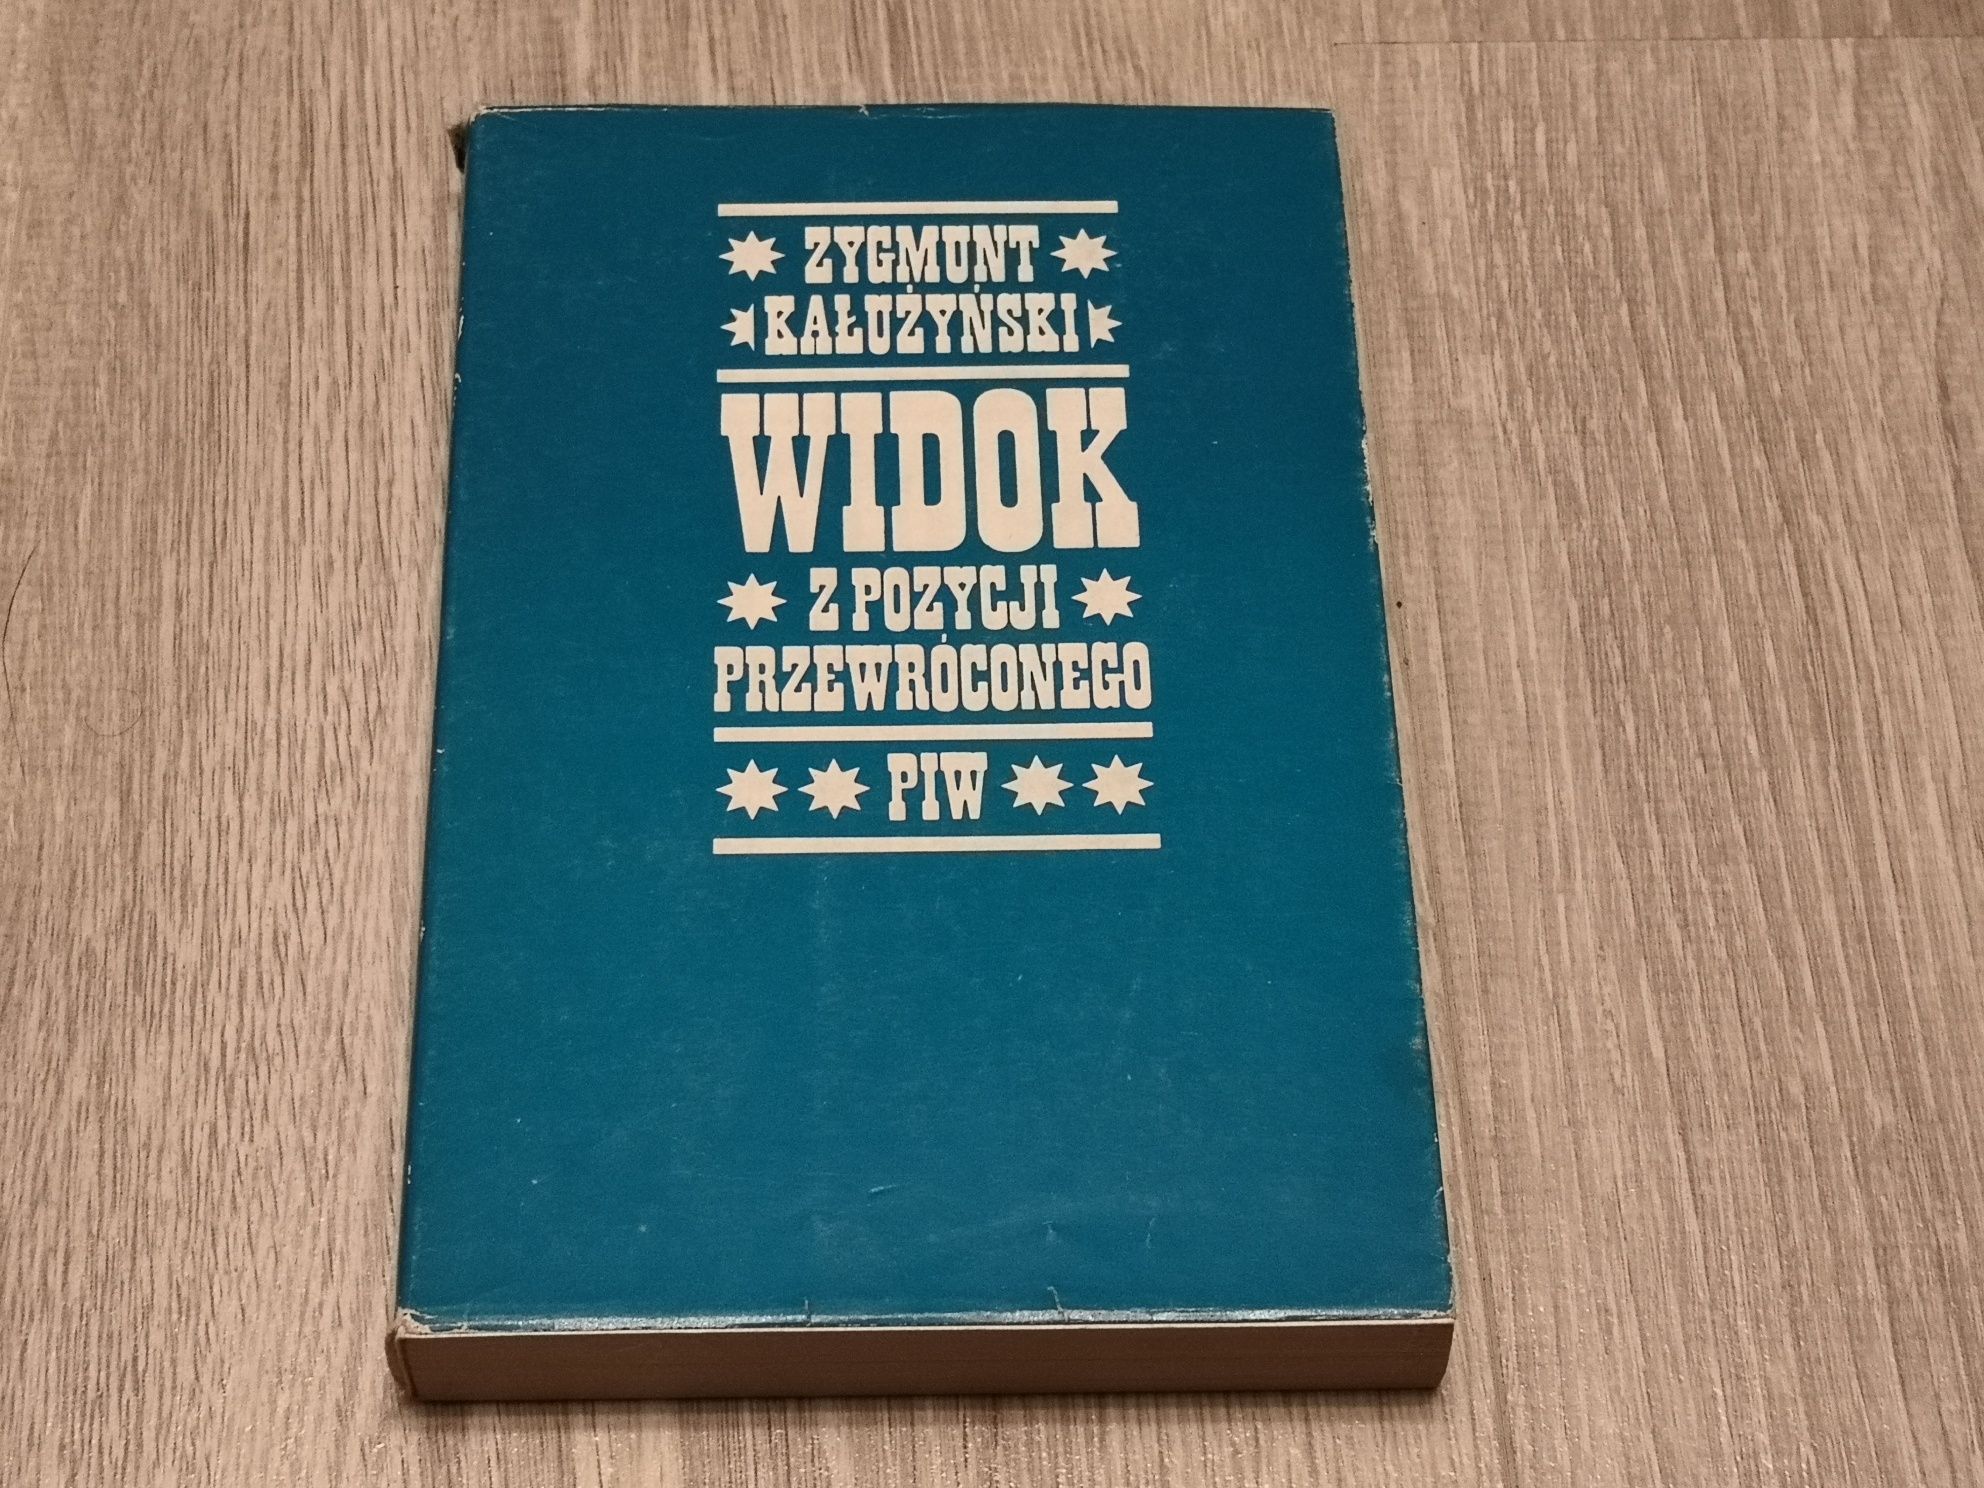 ZYGMUNT
KAŁUŻYŃSKI
WIDOK
Z POZYCJI
PRZEWRÓCONEGO
PIW